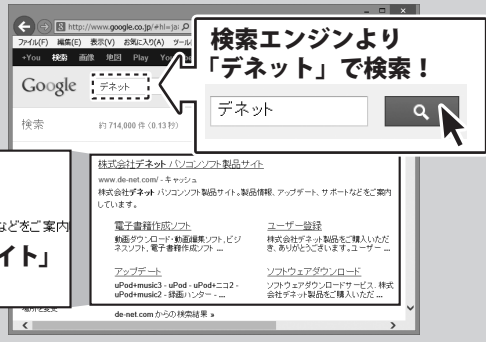 http://www.google.co.jp/#hl=ja
検索エンジンより
「デネット」で検索！
ファイル(F) 編集(E) 表示(V) お気に入り(A)
+You 検索 画像 地図 Play
Google デネット
デネット
検索 約 714,000 件 (0.13 秒)
株式会社デネット パソコンソフト製品サイト
www.de-net.com/ - キャッシュ
株式会社デネット パソコンソフト製品サイト。製品情報、アップデート、サポートなどをご案内
しています。
などをご案内
イト」
電子書籍作成ソフト
動画ダウンロード・動画編集ソフト、ビジ
ネスソフト、電子書籍作成ソフト ...
ユーザー登録
株式会社デネット製品をご購入いただ
き、ありがとうございます。ユーザー ...
アップデート
uPod+music3 - uPod - uPod+ニコ2 -
uPod+music2 - 録画ハンター - ...
ソフトウェアダウンロード
ソフトウェアダウンロードサービス。株式
会社デネット製品をご購入いただ ...
場所を変更
de-net.com からの検索結果 »